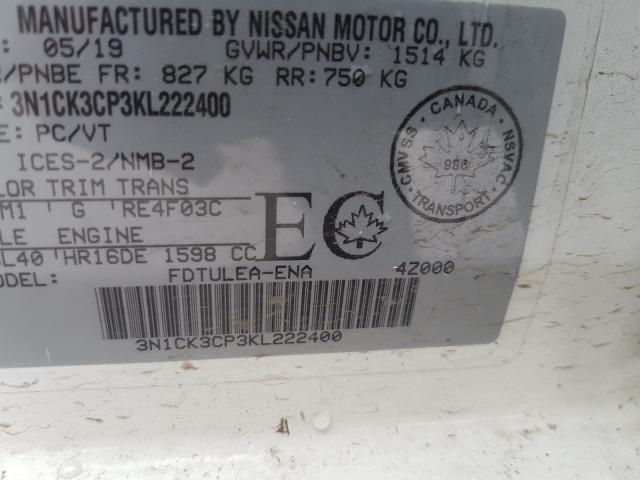 MANUFACTURED BY NISSAN MOTOR CO., LTD.
: 05/19 GVWR/PNBV: 1514 KG
R/PNBE FR: 827 KG RR: 750 KG
: 3N1CK3CP3KL222400
E: PC/VT
ICES-2/NMB-2
LOR TRIM TRANS
M1 G RE4F03C
LE ENGINE
L40 HR16DE 1598 CC
ODEL: FDTULEA-ENA 4Z000
EC
CANADA
CMVSS
NSVAC
986
TRANSPORT
3N1CK3CP3KL222400